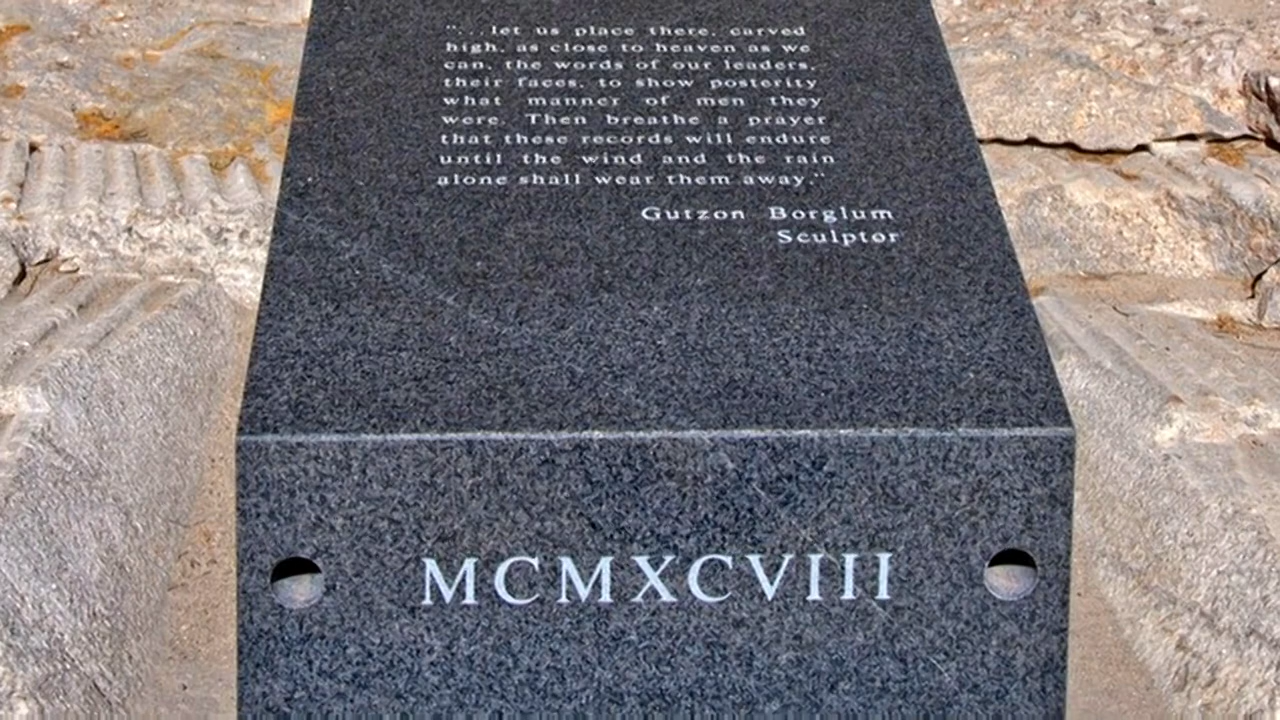 "...let us place there, carved
high, as close to heaven as we
can, the words of our leaders,
their faces, to show posterity
what manner of men they
were. Then breathe a prayer
that these records will endure
until the wind and the rain
alone shall wear them away."
Gutzon Borglum
Sculptor
MCMXCVIII